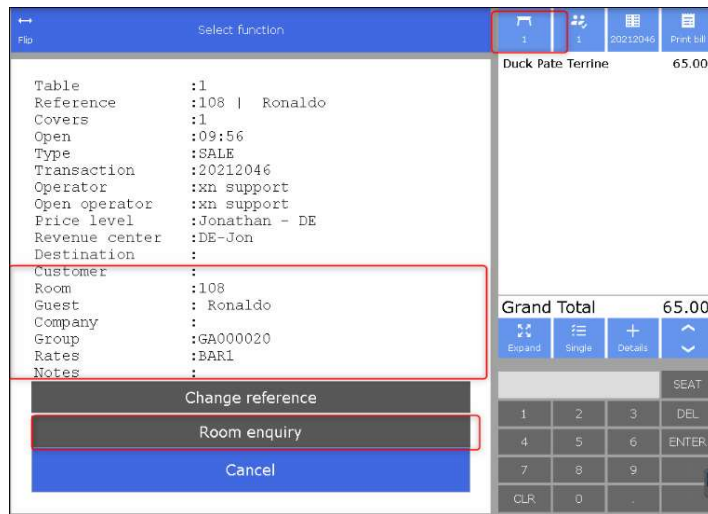 Flip
Select function
1
1
20212046
Print bill
Table :1
Reference :108 | Ronaldo
Covers :1
Open :09:56
Type :SALE
Transaction :20212046
Operator :xn support
Open operator :xn support
Price level :Jonathan - DE
Revenue center :DE-Jon
Destination :
Customer :
Room :108
Guest : Ronaldo
Company :
Group :GA000020
Rates :BAR1
Notes :
Change reference
Room enquiry
Cancel
Duck Pate Terrine 65.00
Grand Total 65.00
Expand
Single
Details
SEAT
1 2 3 DEL
4 5 6 ENTER
7 8 9
CLR 0 .